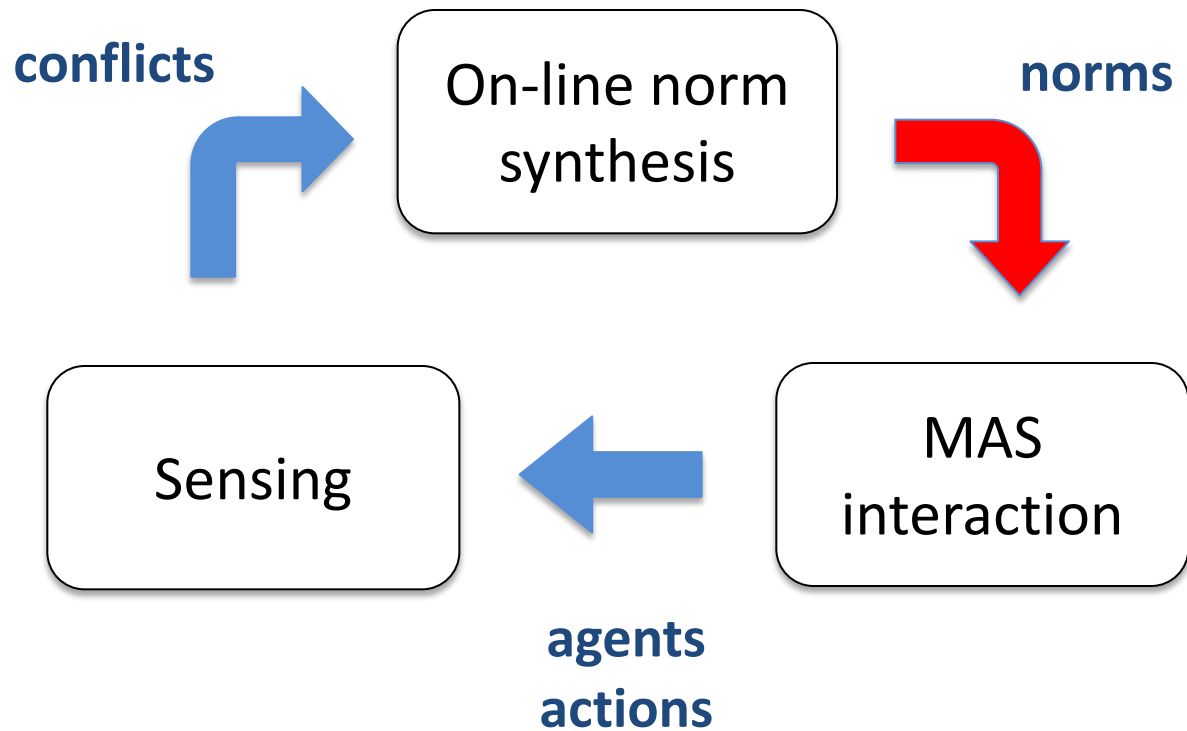 conflicts
On-line norm
synthesis
norms
Sensing
MAS
interaction
agents
actions